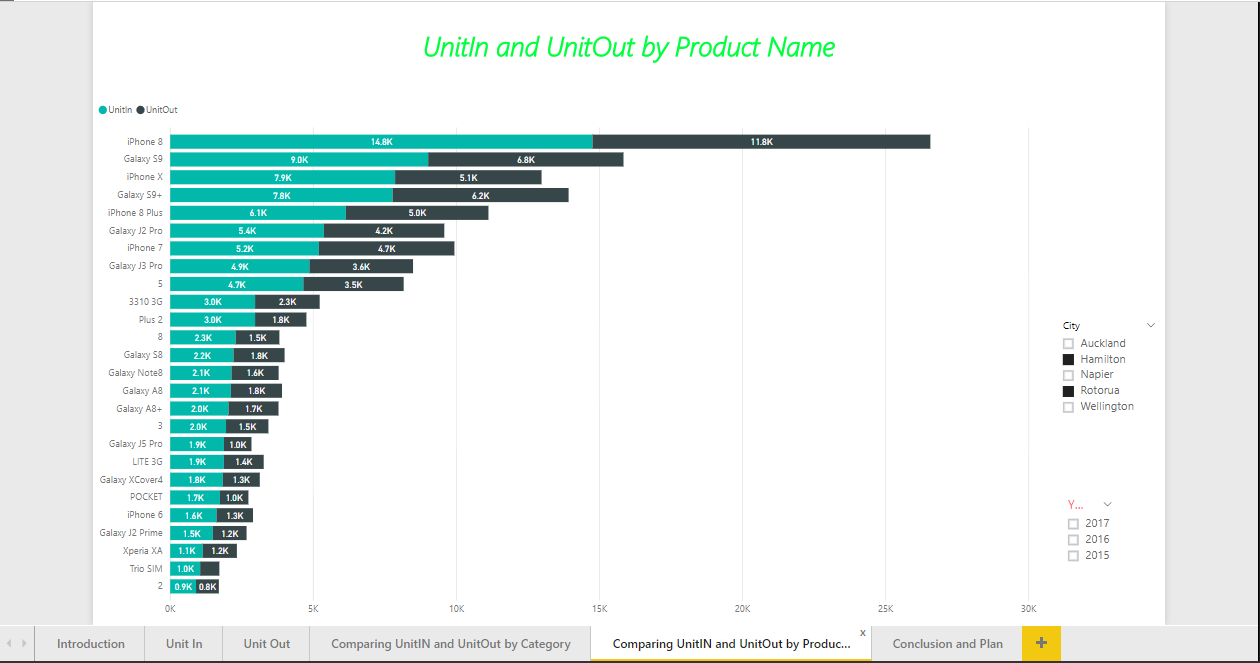 UnitIn and UnitOut by Product Name
UnitIn UnitOut
iPhone 8 14.8K 11.8K
Galaxy S9 9.0K 6.8K
iPhone X 7.9K 5.1K
Galaxy S9+ 7.8K 6.2K
iPhone 8 Plus 6.1K 5.0K
Galaxy J2 Pro 5.4K 4.2K
iPhone 7 5.2K 4.7K
Galaxy J3 Pro 4.9K 3.6K
5 4.7K 3.5K
3310 3G 3.0K 2.3K
Plus 2 3.0K 1.8K
8 2.3K 1.5K
Galaxy S8 2.2K 1.8K
Galaxy Note8 2.1K 1.6K
Galaxy A8 2.1K 1.8K
Galaxy A8+ 2.0K 1.7K
3 2.0K 1.5K
Galaxy J5 Pro 1.9K 1.0K
LITE 3G 1.9K 1.4K
Galaxy XCover4 1.8K 1.3K
POCKET 1.7K 1.0K
iPhone 6 1.6K 1.3K
Galaxy J2 Prime 1.5K 1.2K
Xperia XA 1.1K 1.2K
Trio SIM 1.0K
2 0.9K 0.8K
0K 5K 10K 15K 20K 25K 30K
City
Auckland
Hamilton
Napier
Rotorua
Wellington
Y...
2017
2016
2015
Introduction Unit In Unit Out Comparing UnitIN and UnitOut by Category Comparing UnitIN and UnitOut by Produc... x Conclusion and Plan +